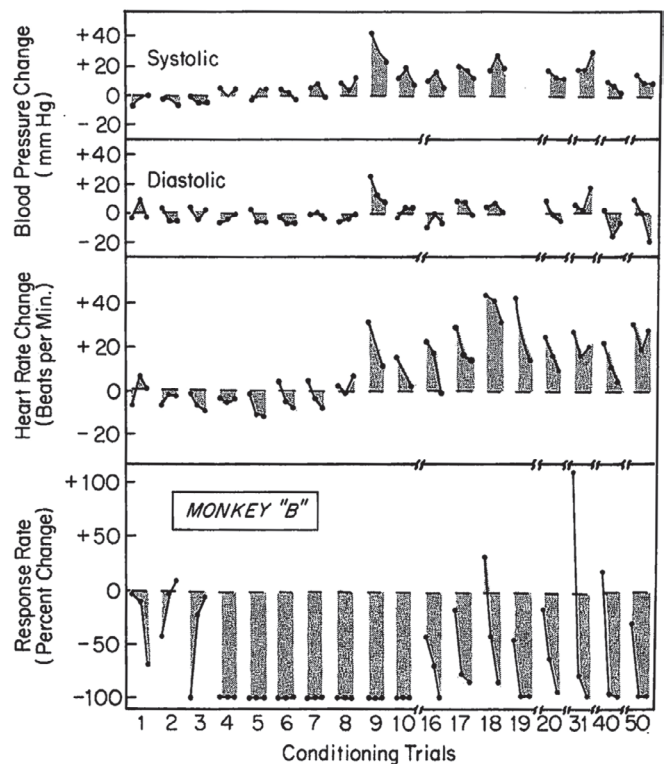 Blood Pressure Change
(mm Hg)
+40
+20
0
-20
Systolic
+40
+20
0
-20
Diastolic
Heart Rate Change
(Beats per Min.)
+40
+20
0
-20
Response Rate
(Percent Change)
+100
+50
0
-50
-100
MONKEY "B"
1 2 3 4 5 6 7 8 9 10 16 17 18 19 20 31 40 50
Conditioning Trials